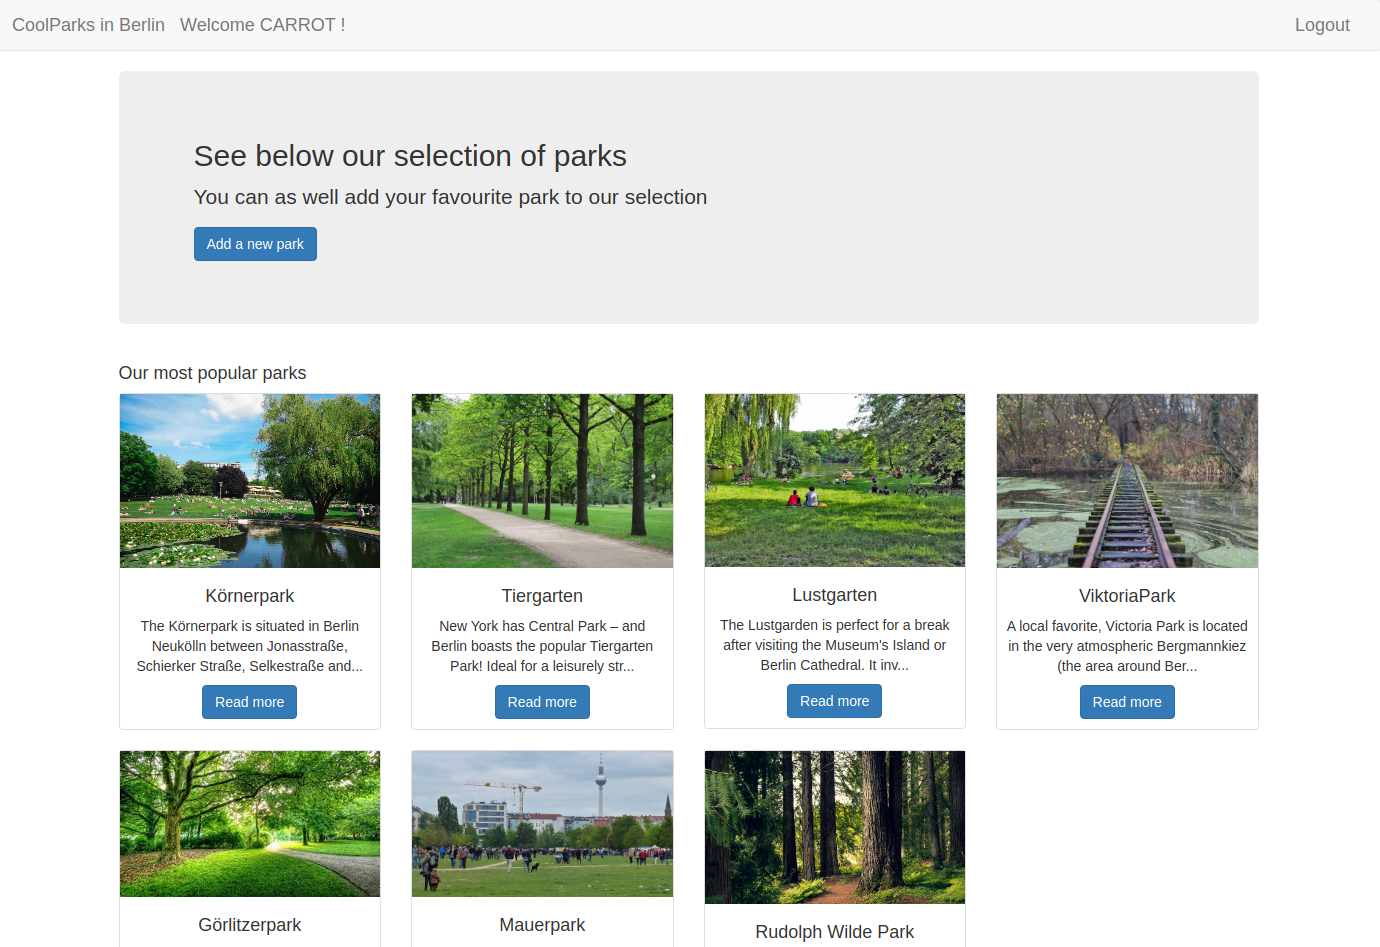 CoolParks in Berlin Welcome CARROT ! Logout
See below our selection of parks
You can as well add your favourite park to our selection
Add a new park
Our most popular parks
Körnerpark
The Körnerpark is situated in Berlin
Neukölln between Jonasstraße,
Schierker Straße, Selkestraße and...
Read more
Tiergarten
New York has Central Park – and
Berlin boasts the popular Tiergarten
Park! Ideal for a leisurely str...
Read more
Lustgarten
The Lustgarden is perfect for a break
after visiting the Museum's Island or
Berlin Cathedral. It inv...
Read more
ViktoriaPark
A local favorite, Victoria Park is located
in the very atmospheric Bergmannkiez
(the area around Ber...
Read more
Görlitzerpark
Mauerpark
Rudolph Wilde Park